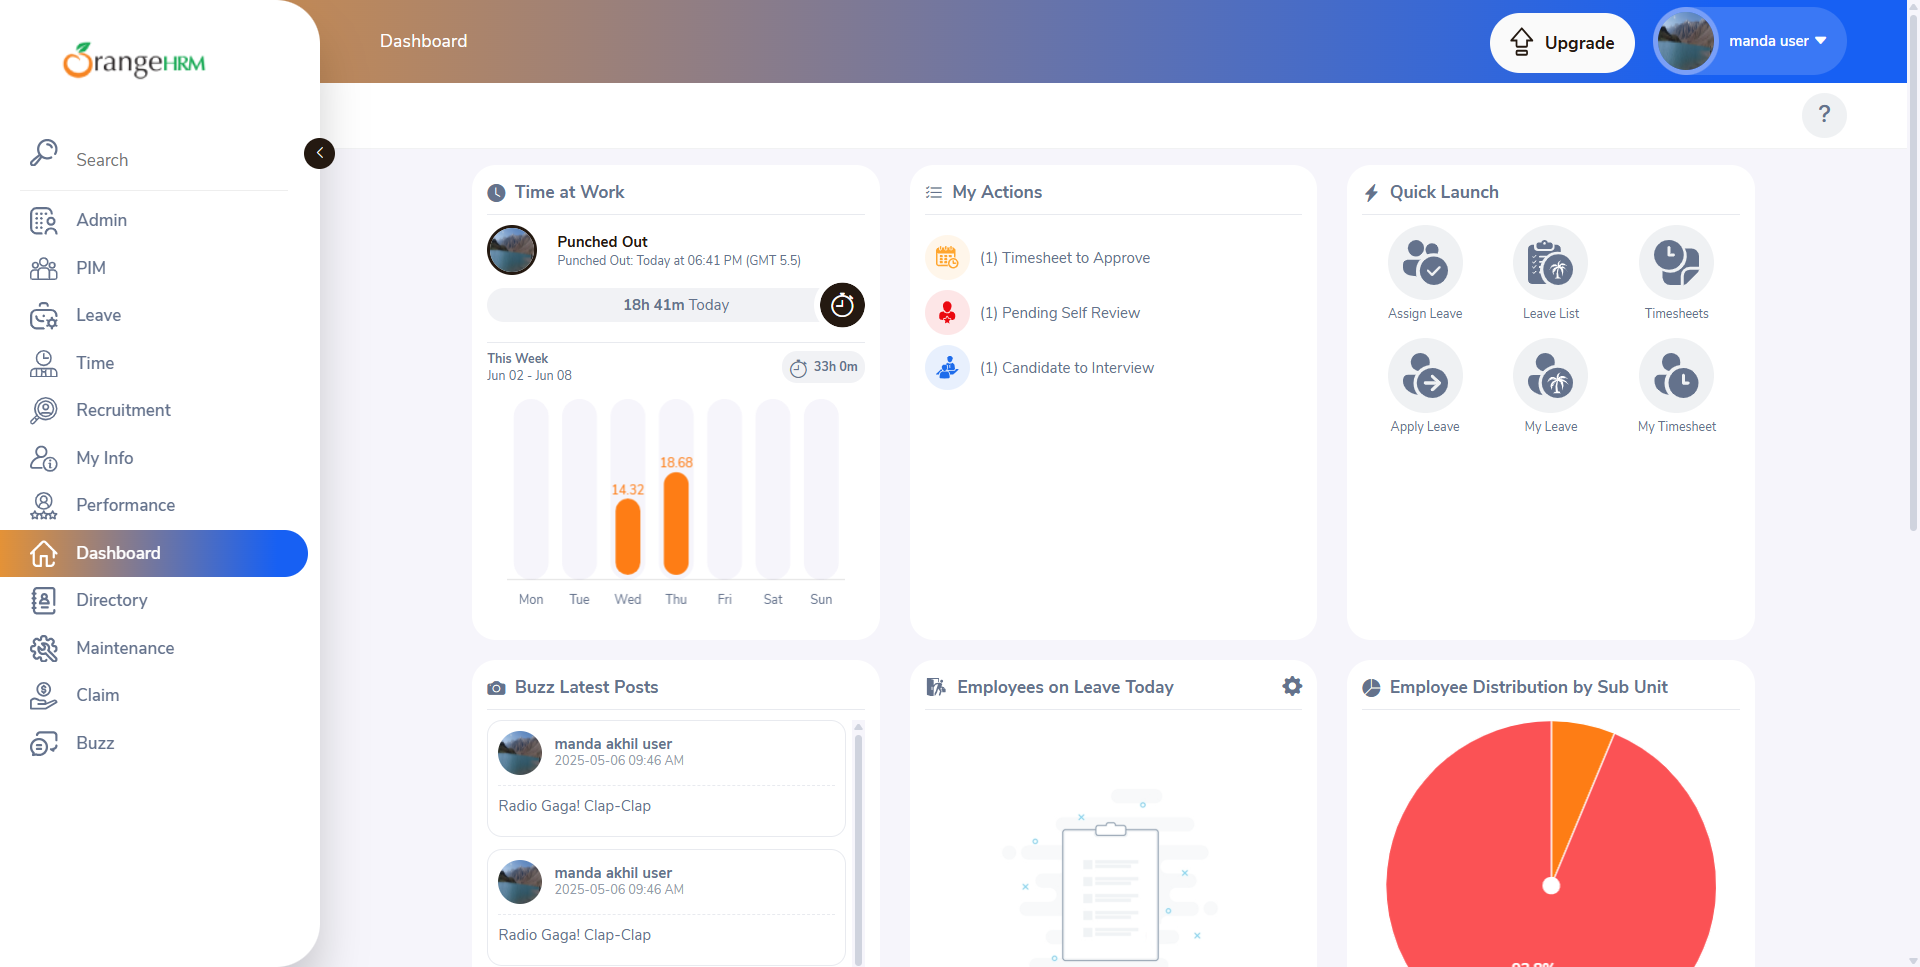 OrangeHRM
Search
Admin
PIM
Leave
Time
Recruitment
My Info
Performance
Dashboard
Directory
Maintenance
Claim
Buzz
Dashboard
Upgrade
manda user
?
Time at Work
Punched Out
Punched Out: Today at 06:41 PM (GMT 5.5)
18h 41m Today
This Week
Jun 02 - Jun 08
33h 0m
18.68
14.32
Mon Tue Wed Thu Fri Sat Sun
My Actions
(1) Timesheet to Approve
(1) Pending Self Review
(1) Candidate to Interview
Quick Launch
Assign Leave Leave List Timesheets
Apply Leave My Leave My Timesheet
Buzz Latest Posts
manda akhil user
2025-05-06 09:46 AM
Radio Gaga! Clap-Clap
manda akhil user
2025-05-06 09:46 AM
Radio Gaga! Clap-Clap
Employees on Leave Today
Employee Distribution by Sub Unit